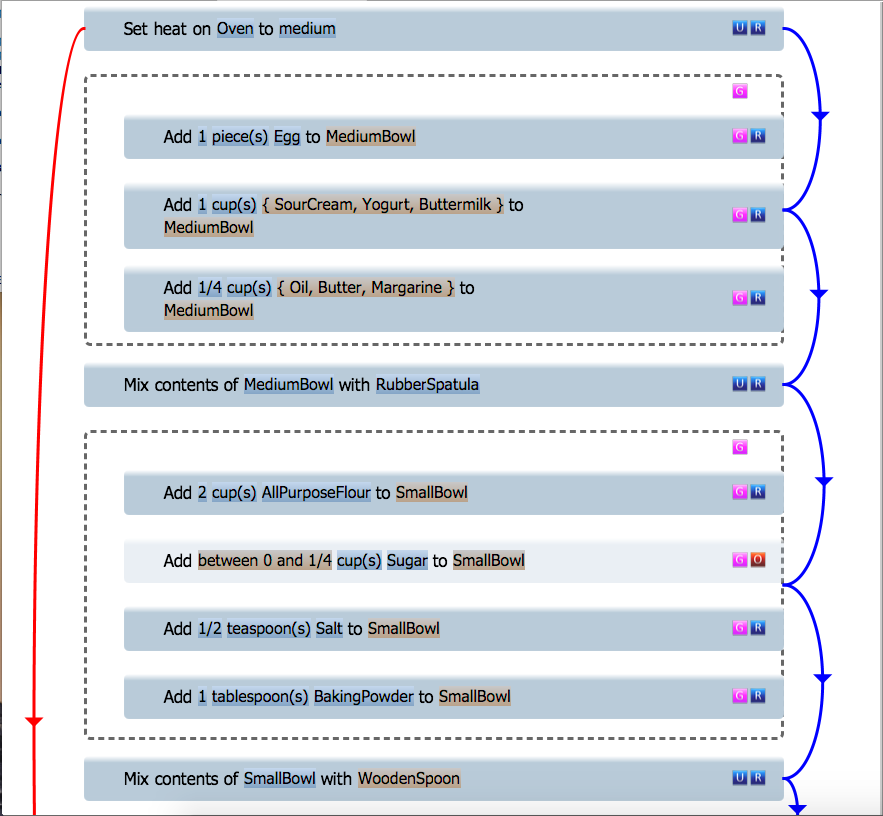 Set heat on Oven to medium U R
G
Add 1 piece(s) Egg to MediumBowl G R
Add 1 cup(s) { SourCream, Yogurt, Buttermilk } to
MediumBowl G R
Add 1/4 cup(s) { Oil, Butter, Margarine } to
MediumBowl G R
Mix contents of MediumBowl with RubberSpatula U R
G
Add 2 cup(s) AllPurposeFlour to SmallBowl G R
Add between 0 and 1/4 cup(s) Sugar to SmallBowl G O
Add 1/2 teaspoon(s) Salt to SmallBowl G R
Add 1 tablespoon(s) BakingPowder to SmallBowl G R
Mix contents of SmallBowl with WoodenSpoon U R